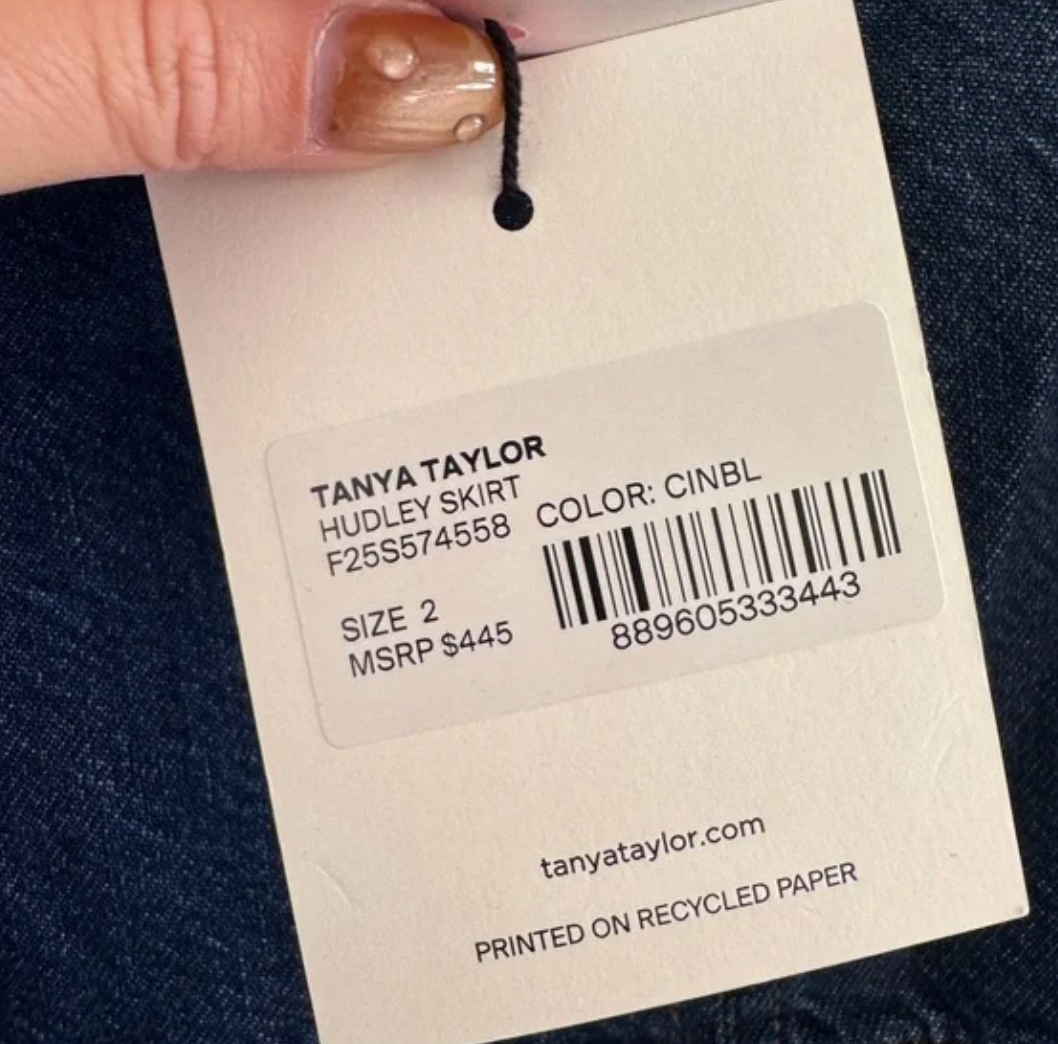 TANYA TAYLOR
HUDLEY SKIRT
F25S574558
COLOR: CINBL
SIZE 2
MSRP $445
889605333443
tanyataylor.com
PRINTED ON RECYCLED PAPER